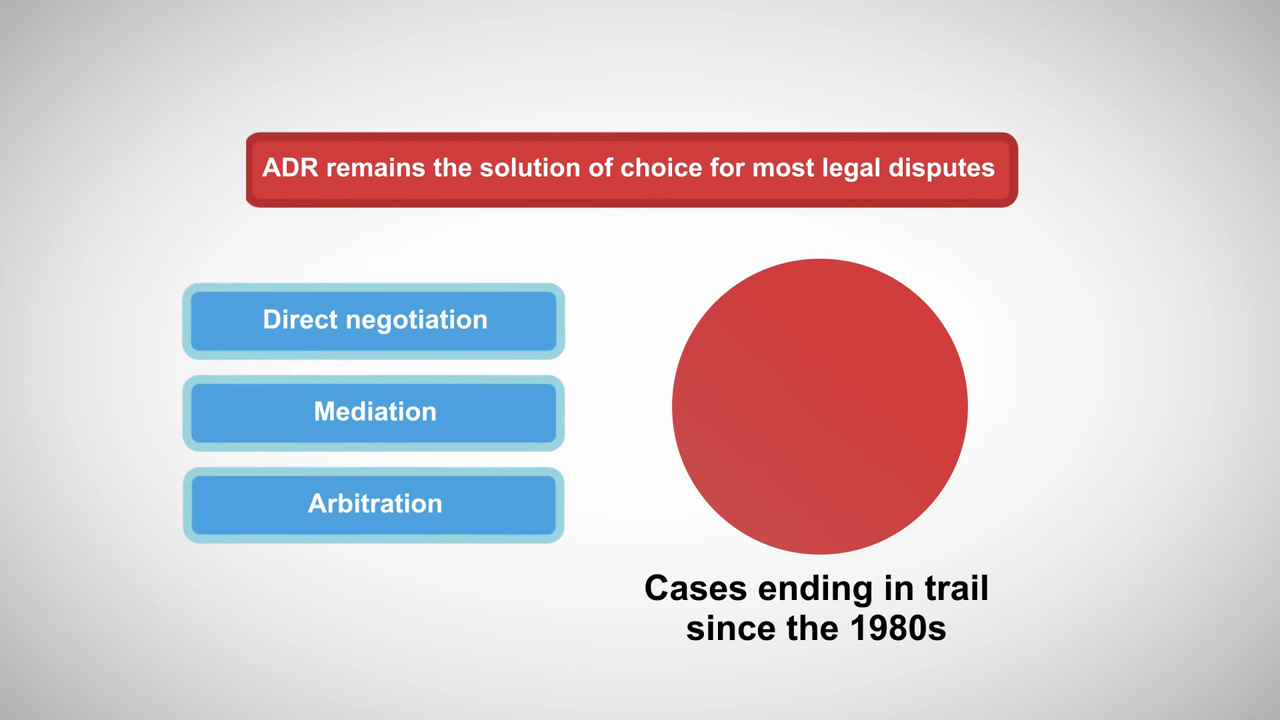 ADR remains the solution of choice for most legal disputes
Direct negotiation
Mediation
Arbitration
Cases ending in trail
since the 1980s